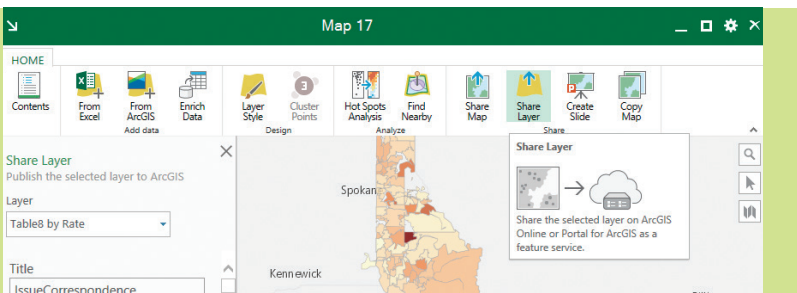 Map 17
HOME
Contents
From
Excel
From
ArcGIS
Enrich
Data
Add data
Layer
Style
Cluster
Points
3
Design
Hot Spots
Analysis
Find
Nearby
Analyze
Share
Map
Share
Layer
Create
Slide
Copy
Map
Share
Share Layer
Publish the selected layer to ArcGIS
Layer
Table8 by Rate
Title
IssueCorrespondence
Spokan
Kennewick
Share Layer
Share the selected layer on ArcGIS
Online or Portal for ArcGIS as a
feature service.